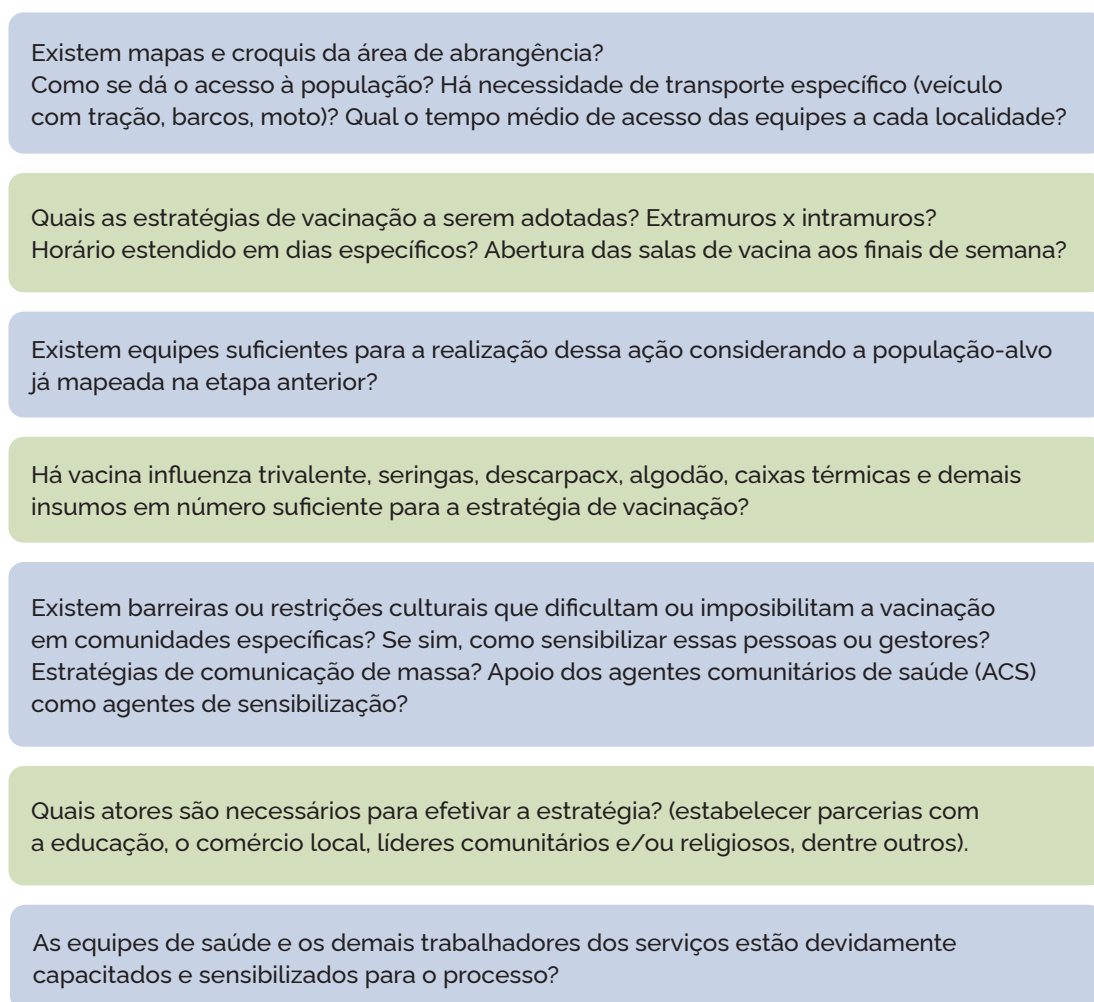 Existem mapas e croquis da área de abrangência?
Como se dá o acesso à população? Há necessidade de transporte específico (veículo
com tração, barcos, moto)? Qual o tempo médio de acesso das equipes a cada localidade?
Quais as estratégias de vacinação a serem adotadas? Extramuros x intramuros?
Horário estendido em dias específicos? Abertura das salas de vacina aos finais de semana?
Existem equipes suficientes para a realização dessa ação considerando a população-alvo
já mapeada na etapa anterior?
Há vacina influenza trivalente, seringas, descarpacx, algodão, caixas térmicas e demais
insumos em número suficiente para a estratégia de vacinação?
Existem barreiras ou restrições culturais que dificultam ou imposibilitam a vacinação
em comunidades específicas? Se sim, como sensibilizar essas pessoas ou gestores?
Estratégias de comunicação de massa? Apoio dos agentes comunitários de saúde (ACS)
como agentes de sensibilização?
Quais atores são necessários para efetivar a estratégia? (estabelecer parcerias com
a educação, o comércio local, líderes comunitários e/ou religiosos, dentre outros).
As equipes de saúde e os demais trabalhadores dos serviços estão devidamente
capacitados e sensibilizados para o processo?